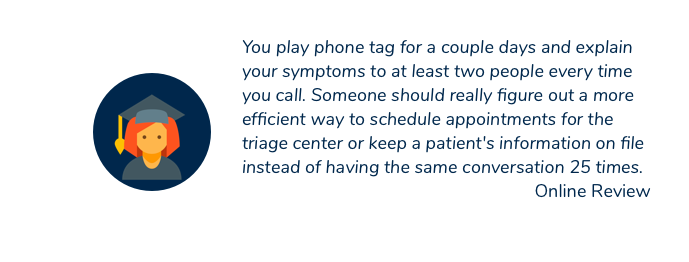 You play phone tag for a couple days and explain
your symptoms to at least two people every time
you call. Someone should really figure out a more
efficient way to schedule appointments for the
triage center or keep a patient's information on file
instead of having the same conversation 25 times.
Online Review